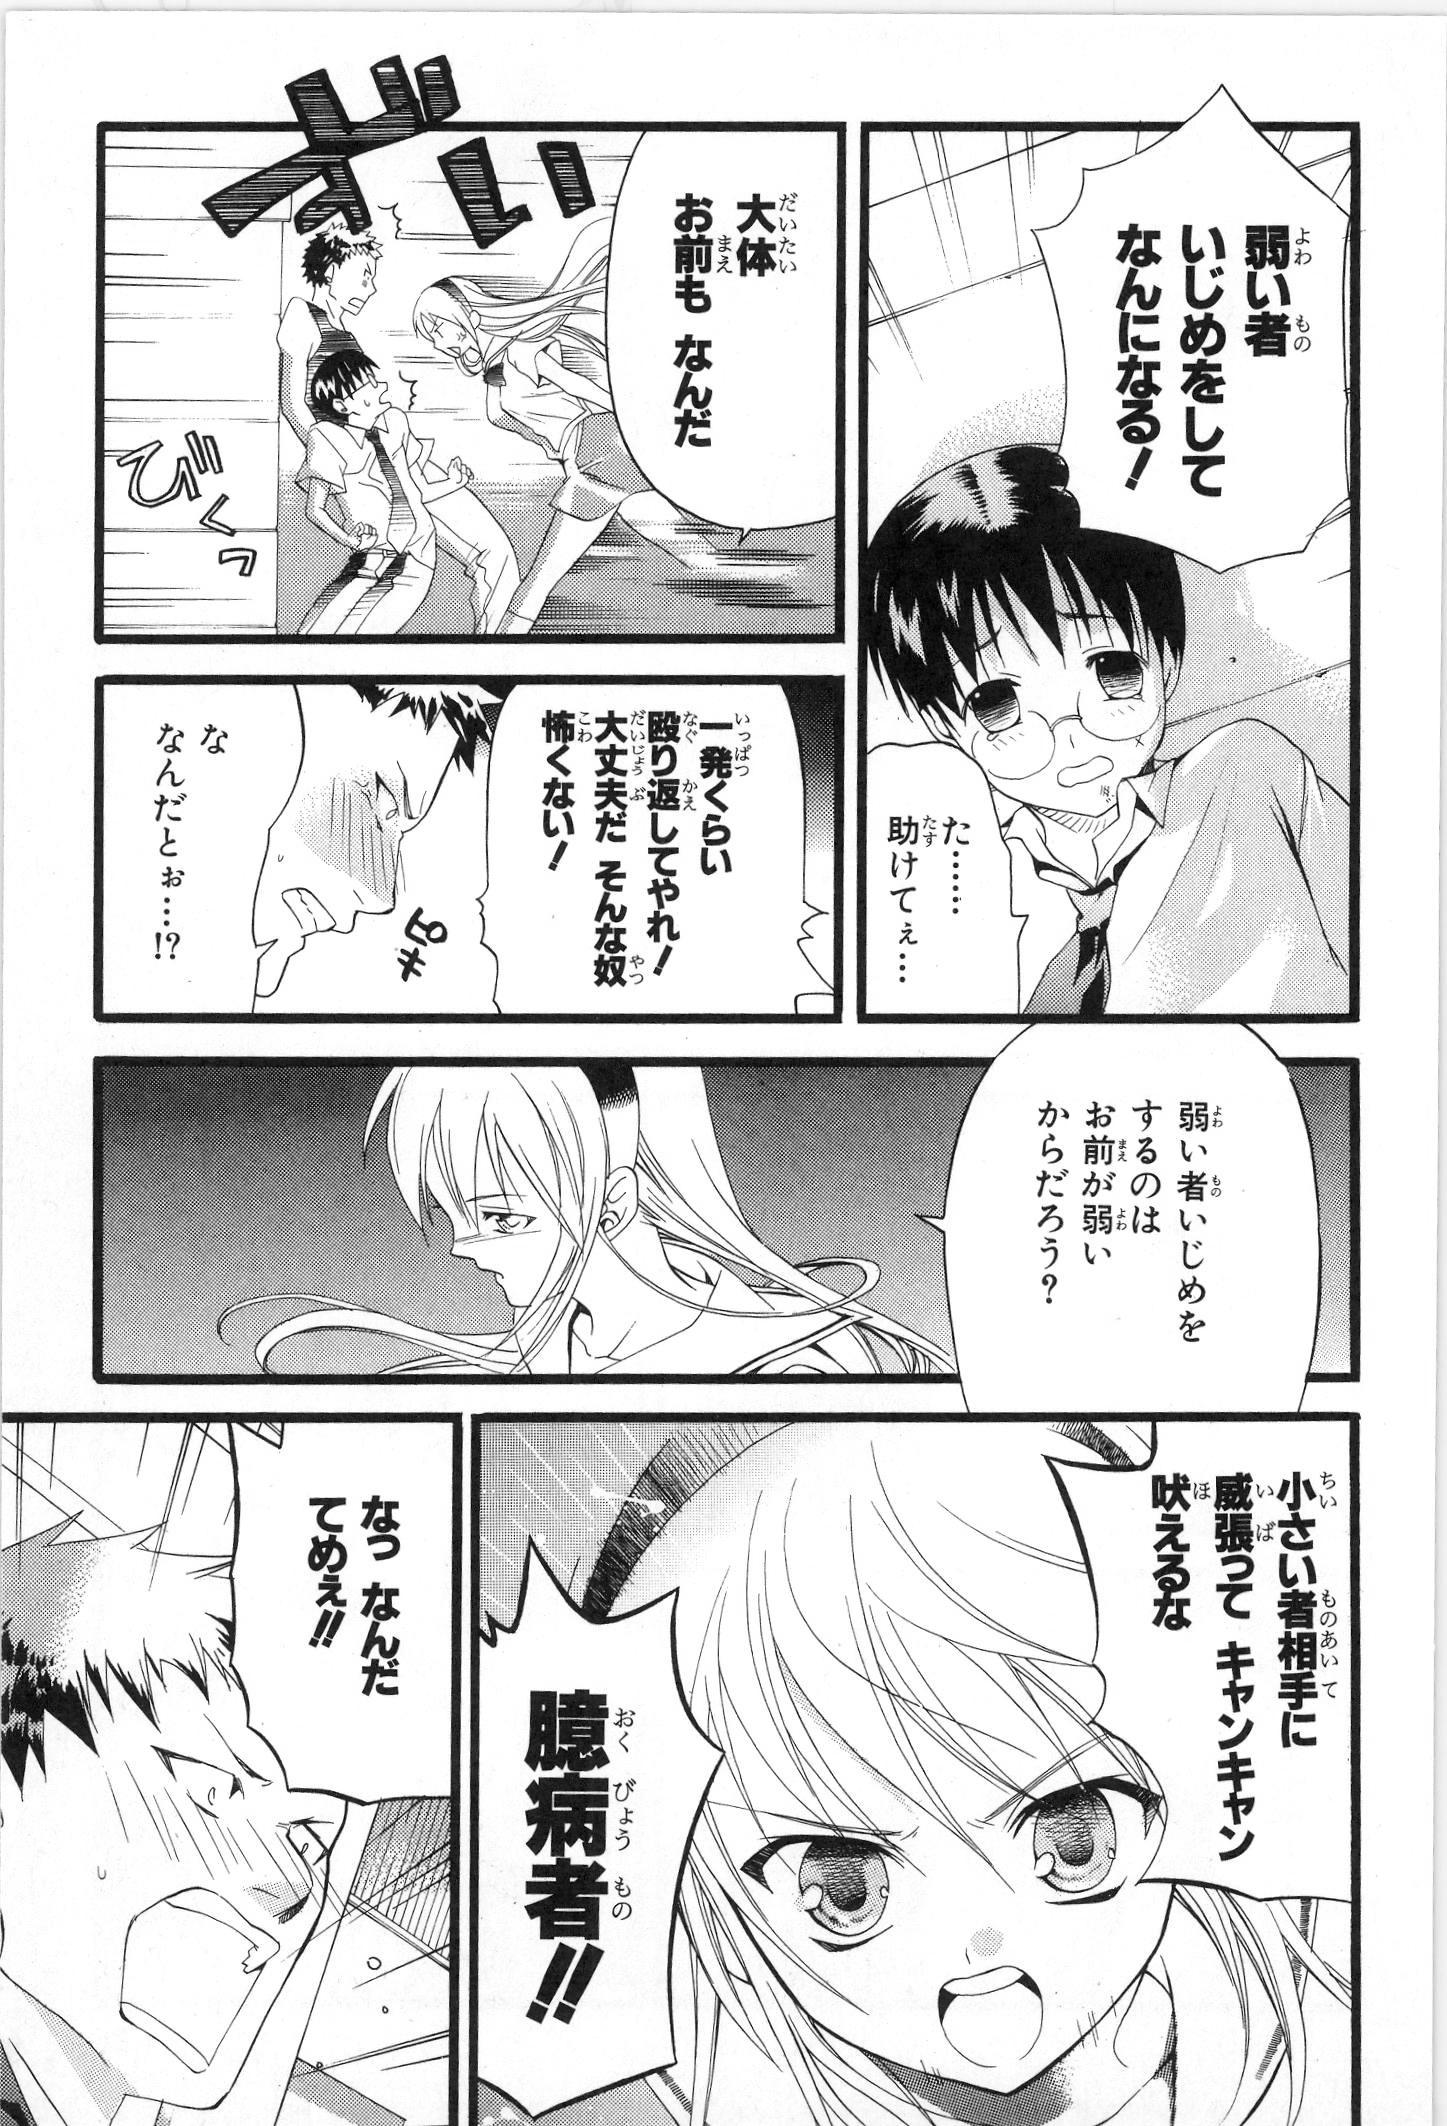 弱い者
いじめをして
なんになる!
た……
助けてぇ…
ずい
大体
お前も なんだ
びくっ
一発くらい
殴り返してやれ!
大丈夫だ そんな奴
怖くない!
ピキ
な
なんだとぉ…!?
弱い者いじめを
するのは
お前が弱い
からだろう?
小さい者相手に
威張って キャンキャン
吠えるな
臆病者!!
なっ なんだ
てめぇ!!